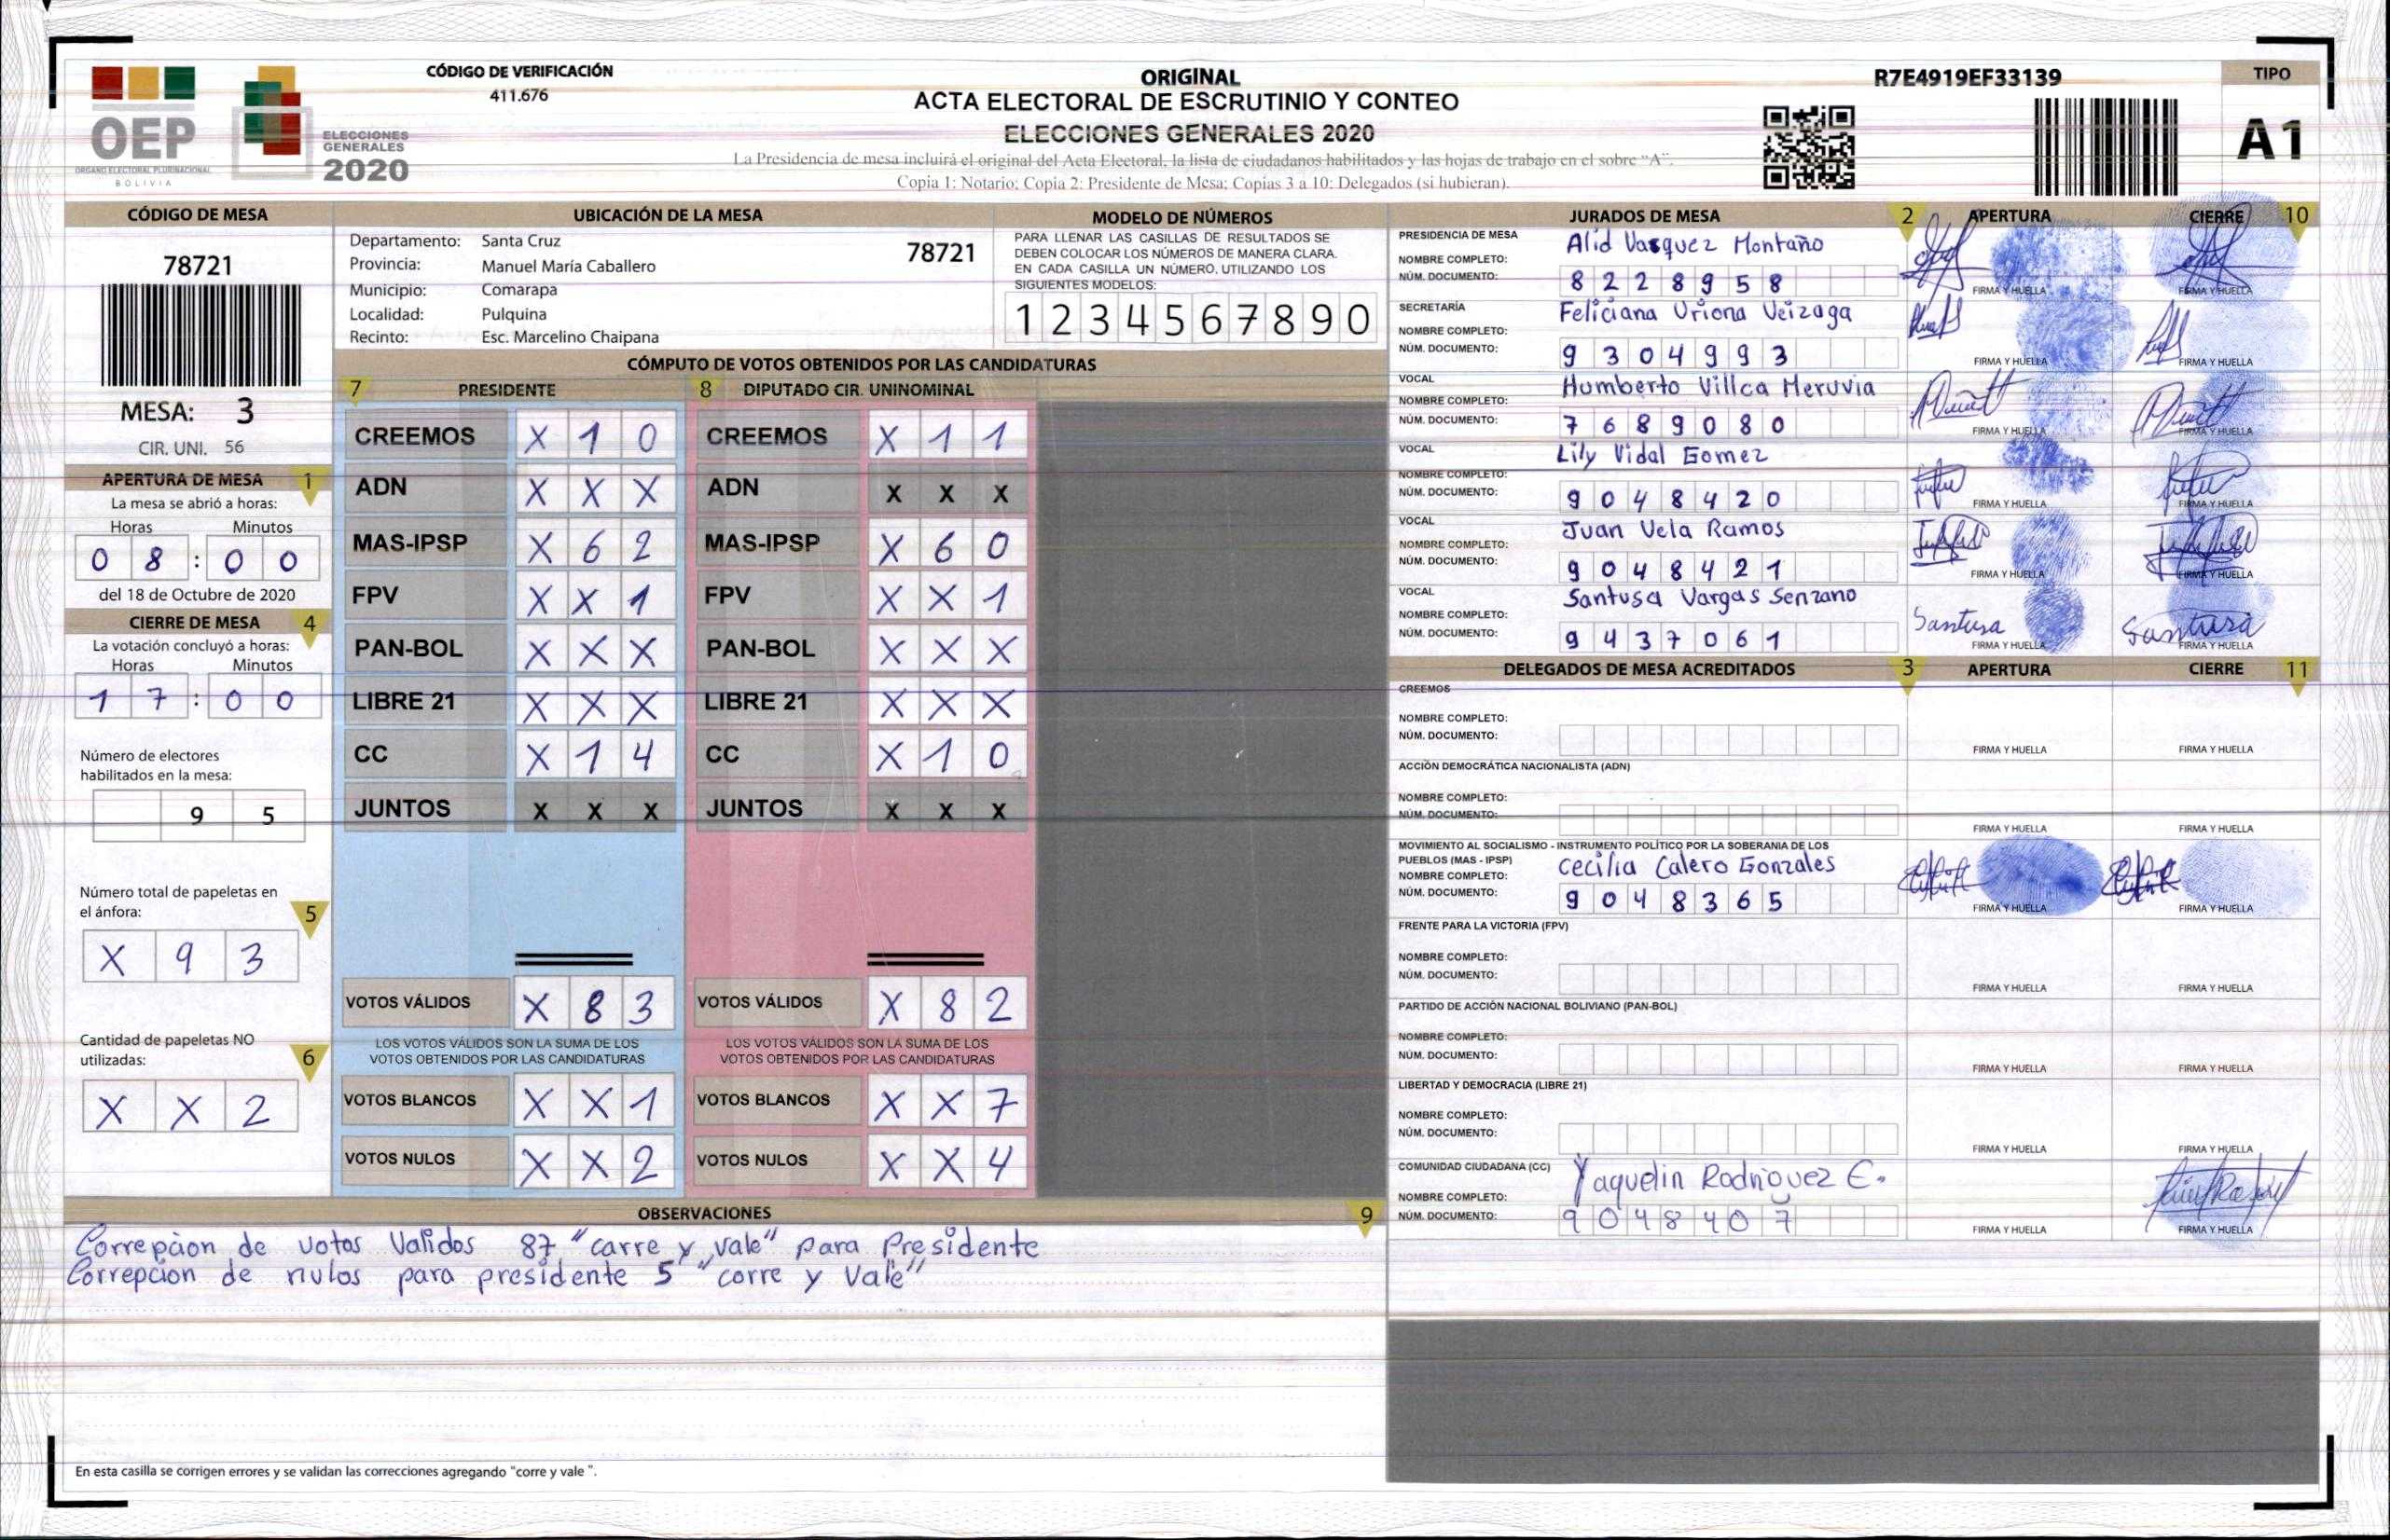 CÓDIGO DE VERIFICACIÓN
411.676
ORIGINAL
ACTA ELECTORAL DE ESCRUTINIO Y CONTEO
ELECCIONES GENERALES 2020
La Presidencia de mesa incluirá el original del Acta Electoral, la lista de ciudadanos habilitados y las hojas de trabajo en el sobre "A".
Copia 1: Notario; Copia 2: Presidente de Mesa; Copias 3 a 10: Delegados (si hubieran).
R7E4919EF33139
TIPO
A1
OEP
ÓRGANO ELECTORAL PLURINACIONAL
BOLIVIA
ELECCIONES
GENERALES
2020
CÓDIGO DE MESA
78721
MESA: 3
CIR. UNI. 56
APERTURA DE MESA 1
La mesa se abrió a horas:
Horas Minutos
0 8 : 0 0
del 18 de Octubre de 2020
CIERRE DE MESA 4
La votación concluyó a horas:
Horas Minutos
1 7 : 0 0
Número de electores
habilitados en la mesa:
9 5
Número total de papeletas en
el ánfora: 5
X 9 3
Cantidad de papeletas NO
utilizadas: 6
X X 2
UBICACIÓN DE LA MESA
Departamento: Santa Cruz 78721
Provincia: Manuel María Caballero
Municipio: Comarapa
Localidad: Pulquina
Recinto: Esc. Marcelino Chaipana
MODELO DE NÚMEROS
PARA LLENAR LAS CASILLAS DE RESULTADOS SE
DEBEN COLOCAR LOS NÚMEROS DE MANERA CLARA.
EN CADA CASILLA UN NÚMERO, UTILIZANDO LOS
SIGUIENTES MODELOS:
1 2 3 4 5 6 7 8 9 0
CÓMPUTO DE VOTOS OBTENIDOS POR LAS CANDIDATURAS
7 PRESIDENTE 8 DIPUTADO CIR. UNINOMINAL
CREEMOS X 1 0 CREEMOS X 1 1
ADN X X X ADN X X X
MAS-IPSP X 6 2 MAS-IPSP X 6 0
FPV X X 1 FPV X X 1
PAN-BOL X X X PAN-BOL X X X
LIBRE 21 X X X LIBRE 21 X X X
CC X 1 4 CC X 1 0
JUNTOS X X X JUNTOS X X X
VOTOS VÁLIDOS X 8 3 VOTOS VÁLIDOS X 8 2
LOS VOTOS VÁLIDOS SON LA SUMA DE LOS LOS VOTOS VÁLIDOS SON LA SUMA DE LOS
VOTOS OBTENIDOS POR LAS CANDIDATURAS VOTOS OBTENIDOS POR LAS CANDIDATURAS
VOTOS BLANCOS X X 1 VOTOS BLANCOS X X 7
VOTOS NULOS X X 2 VOTOS NULOS X X 4
OBSERVACIONES 9
Correpcion de votos Validos 87 "carre y vale" para Presidente
Correpcion de nulos para presidente 5 "corre y Vale"
En esta casilla se corrigen errores y se validan las correcciones agregando "corre y vale ".
JURADOS DE MESA 2 APERTURA CIERRE 10
PRESIDENCIA DE MESA Alid Vasquez Montaño
NOMBRE COMPLETO:
NÚM. DOCUMENTO: 8 2 2 8 9 5 8 FIRMA Y HUELLA FIRMA Y HUELLA
SECRETARÍA Feliciana Uriona Veizaga
NOMBRE COMPLETO:
NÚM. DOCUMENTO: 9 3 0 4 9 9 3 FIRMA Y HUELLA FIRMA Y HUELLA
VOCAL Humberto Villca Meruvia
NOMBRE COMPLETO:
NÚM. DOCUMENTO: 7 6 8 9 0 8 0 FIRMA Y HUELLA FIRMA Y HUELLA
VOCAL Lily Vidal Gomez
NOMBRE COMPLETO:
NÚM. DOCUMENTO: 9 0 4 8 4 2 0 FIRMA Y HUELLA FIRMA Y HUELLA
VOCAL Juan Vela Ramos
NOMBRE COMPLETO:
NÚM. DOCUMENTO: 9 0 4 8 4 2 1 FIRMA Y HUELLA FIRMA Y HUELLA
VOCAL Santusa Vargas Senzano
NOMBRE COMPLETO: Santusa Santusa
NÚM. DOCUMENTO: 9 4 3 7 0 6 1 FIRMA Y HUELLA FIRMA Y HUELLA
DELEGADOS DE MESA ACREDITADOS 3 APERTURA CIERRE 11
CREEMOS
NOMBRE COMPLETO:
NÚM. DOCUMENTO: FIRMA Y HUELLA FIRMA Y HUELLA
ACCIÓN DEMOCRÁTICA NACIONALISTA (ADN)
NOMBRE COMPLETO:
NÚM. DOCUMENTO: FIRMA Y HUELLA FIRMA Y HUELLA
MOVIMIENTO AL SOCIALISMO - INSTRUMENTO POLÍTICO POR LA SOBERANIA DE LOS
PUEBLOS (MAS - IPSP) Cecilia Calero Gonzales
NOMBRE COMPLETO:
NÚM. DOCUMENTO: 9 0 4 8 3 6 5 FIRMA Y HUELLA FIRMA Y HUELLA
FRENTE PARA LA VICTORIA (FPV)
NOMBRE COMPLETO:
NÚM. DOCUMENTO: FIRMA Y HUELLA FIRMA Y HUELLA
PARTIDO DE ACCIÓN NACIONAL BOLIVIANO (PAN-BOL)
NOMBRE COMPLETO:
NÚM. DOCUMENTO: FIRMA Y HUELLA FIRMA Y HUELLA
LIBERTAD Y DEMOCRACIA (LIBRE 21)
NOMBRE COMPLETO:
NÚM. DOCUMENTO: FIRMA Y HUELLA FIRMA Y HUELLA
COMUNIDAD CIUDADANA (CC) Yaquelin Rodriguez E.
NOMBRE COMPLETO:
NÚM. DOCUMENTO: 9 0 4 8 4 0 7 FIRMA Y HUELLA FIRMA Y HUELLA